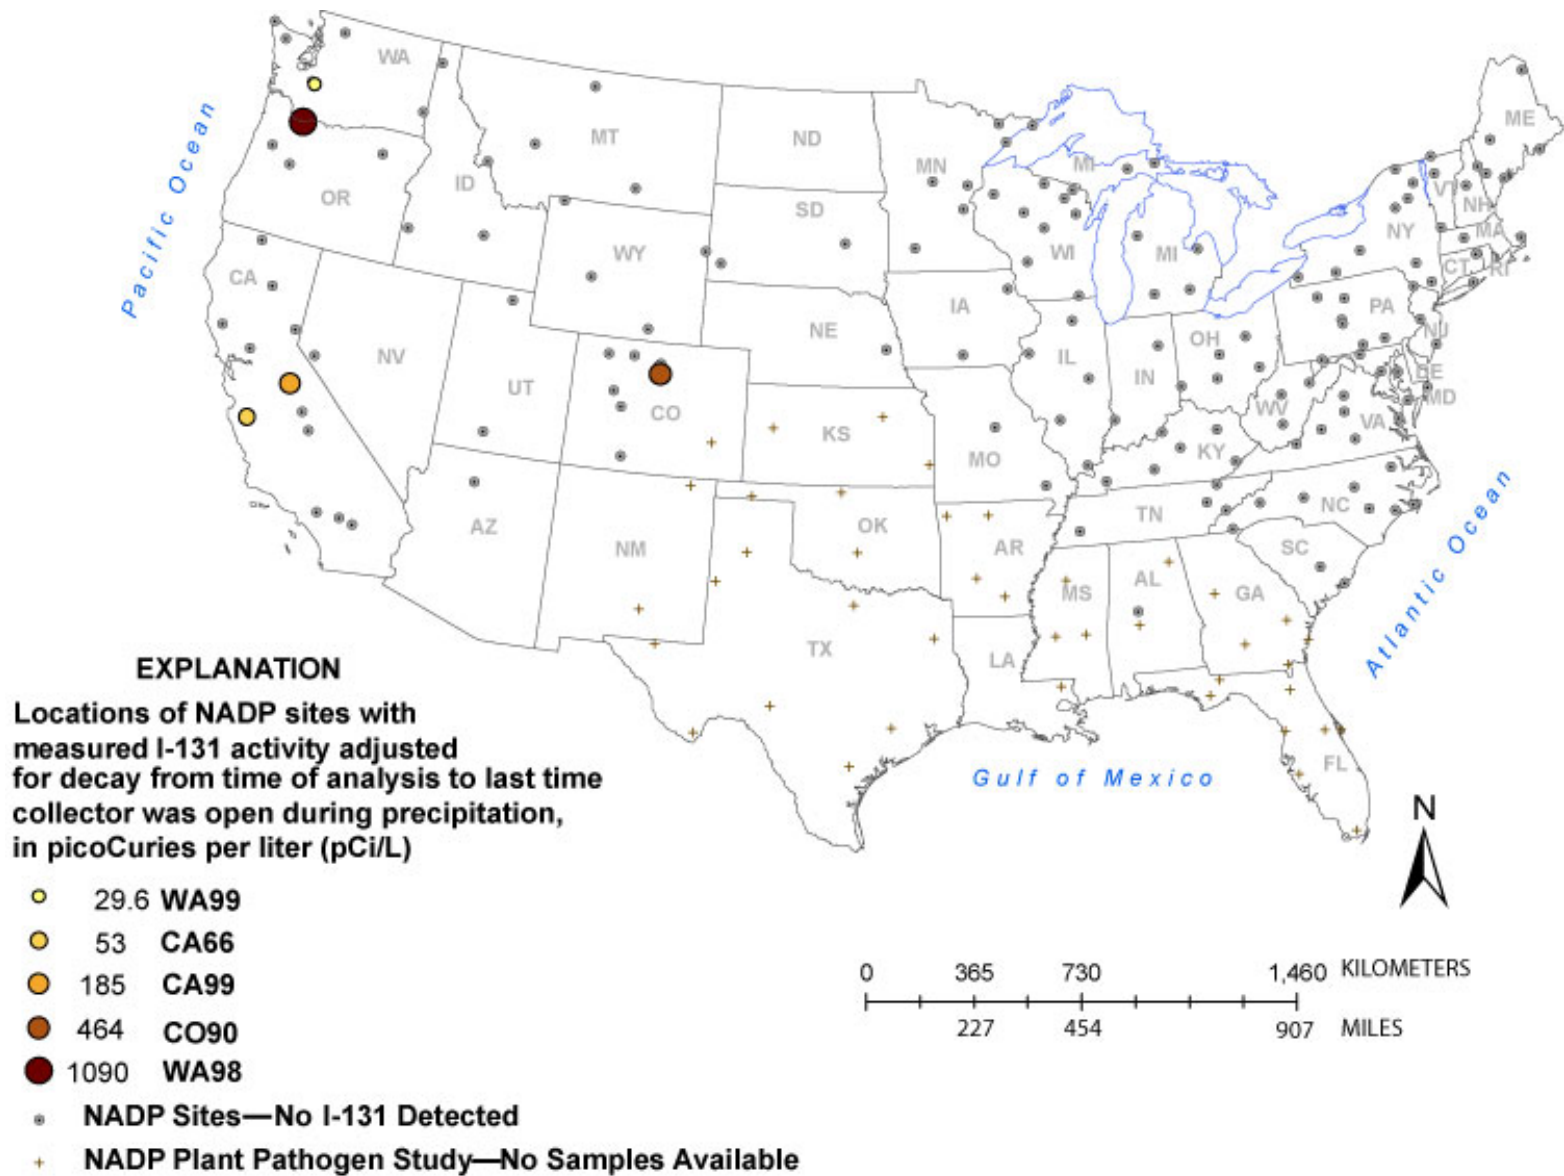 WA
MT
ND
MN
MI
ME
OR
ID
SD
WI
MI
NY
VT
NH
MA
CT
RI
WY
CA
NV
UT
CO
NE
IA
IL
IN
OH
PA
NJ
DE
MD
WV
VA
KS
MO
KY
AZ
NM
OK
AR
TN
NC
SC
MS
AL
GA
TX
LA
FL
Pacific Ocean
Atlantic Ocean
Gulf of Mexico
EXPLANATION
Locations of NADP sites with
measured I-131 activity adjusted
for decay from time of analysis to last time
collector was open during precipitation,
in picoCuries per liter (pCi/L)
29.6 WA99
53 CA66
185 CA99
464 CO90
1090 WA98
NADP Sites—No I-131 Detected
NADP Plant Pathogen Study—No Samples Available
N
0 365 730 1,460 KILOMETERS
227 454 907 MILES